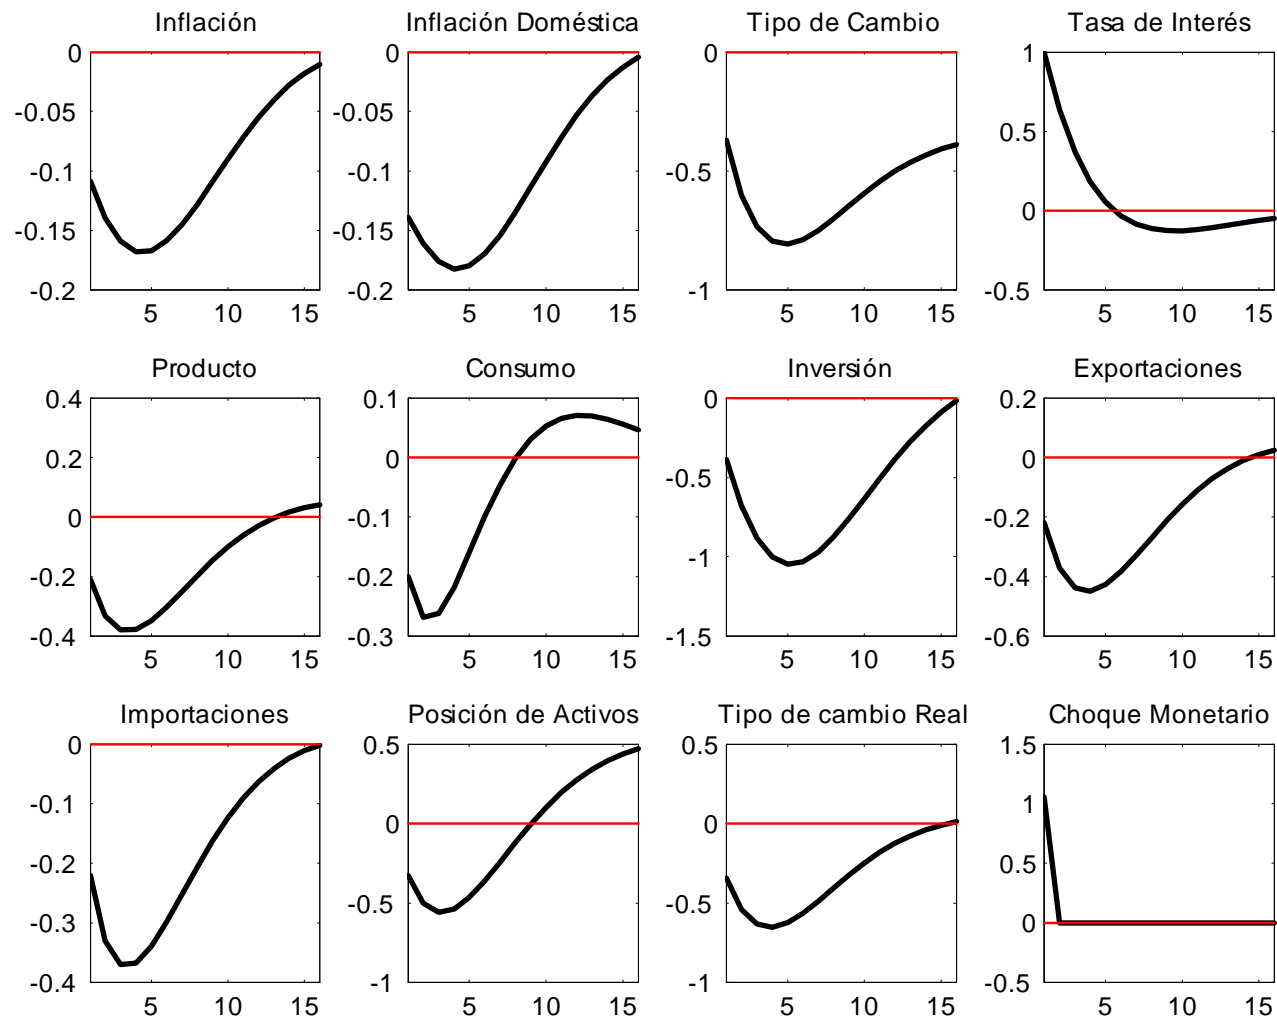 Inflación
Inflación Doméstica
Tipo de Cambio
Tasa de Interés
0
-0.05
-0.1
-0.15
-0.2
5 10 15
0
-0.05
-0.1
-0.15
-0.2
5 10 15
0
-0.5
-1
5 10 15
1
0.5
0
-0.5
5 10 15
Producto
Consumo
Inversión
Exportaciones
0.4
0.2
0
-0.2
-0.4
5 10 15
0.1
0
-0.1
-0.2
-0.3
5 10 15
0
-0.5
-1
-1.5
5 10 15
0.2
0
-0.2
-0.4
-0.6
5 10 15
Importaciones
Posición de Activos
Tipo de cambio Real
Choque Monetario
0
-0.1
-0.2
-0.3
-0.4
5 10 15
0.5
0
-0.5
-1
5 10 15
0.5
0
-0.5
-1
5 10 15
1.5
1
0.5
0
-0.5
5 10 15